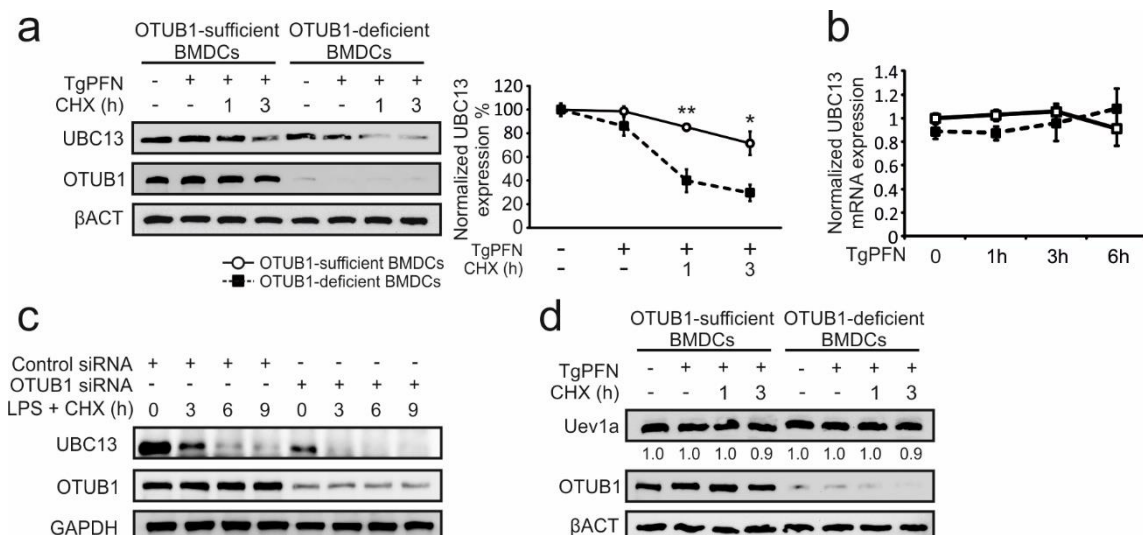 a
OTUB1-sufficient OTUB1-deficient
BMDCs BMDCs
TgPFN - + + + - + + +
CHX (h) - - 1 3 - - 1 3
UBC13
OTUB1
βACT
Normalized UBC13
expression %
120
100
80
60
40
20
0
** *
- + + +
- - 1 3
TgPFN
CHX (h)
OTUB1-sufficient BMDCs
OTUB1-deficient BMDCs
b
Normalized UBC13
mRNA expression
1.4
1.2
1
0.8
0.6
0.4
0.2
0
TgPFN 0 1h 3h 6h
c
Control siRNA + + + + - - - -
OTUB1 siRNA - - - - + + + +
LPS + CHX (h) 0 3 6 9 0 3 6 9
UBC13
OTUB1
GAPDH
d
OTUB1-sufficient OTUB1-deficient
BMDCs BMDCs
TgPFN - + + + - + + +
CHX (h) - - 1 3 - - 1 3
Uev1a
1.0 1.0 1.0 0.9 1.0 1.0 1.0 0.9
OTUB1
βACT